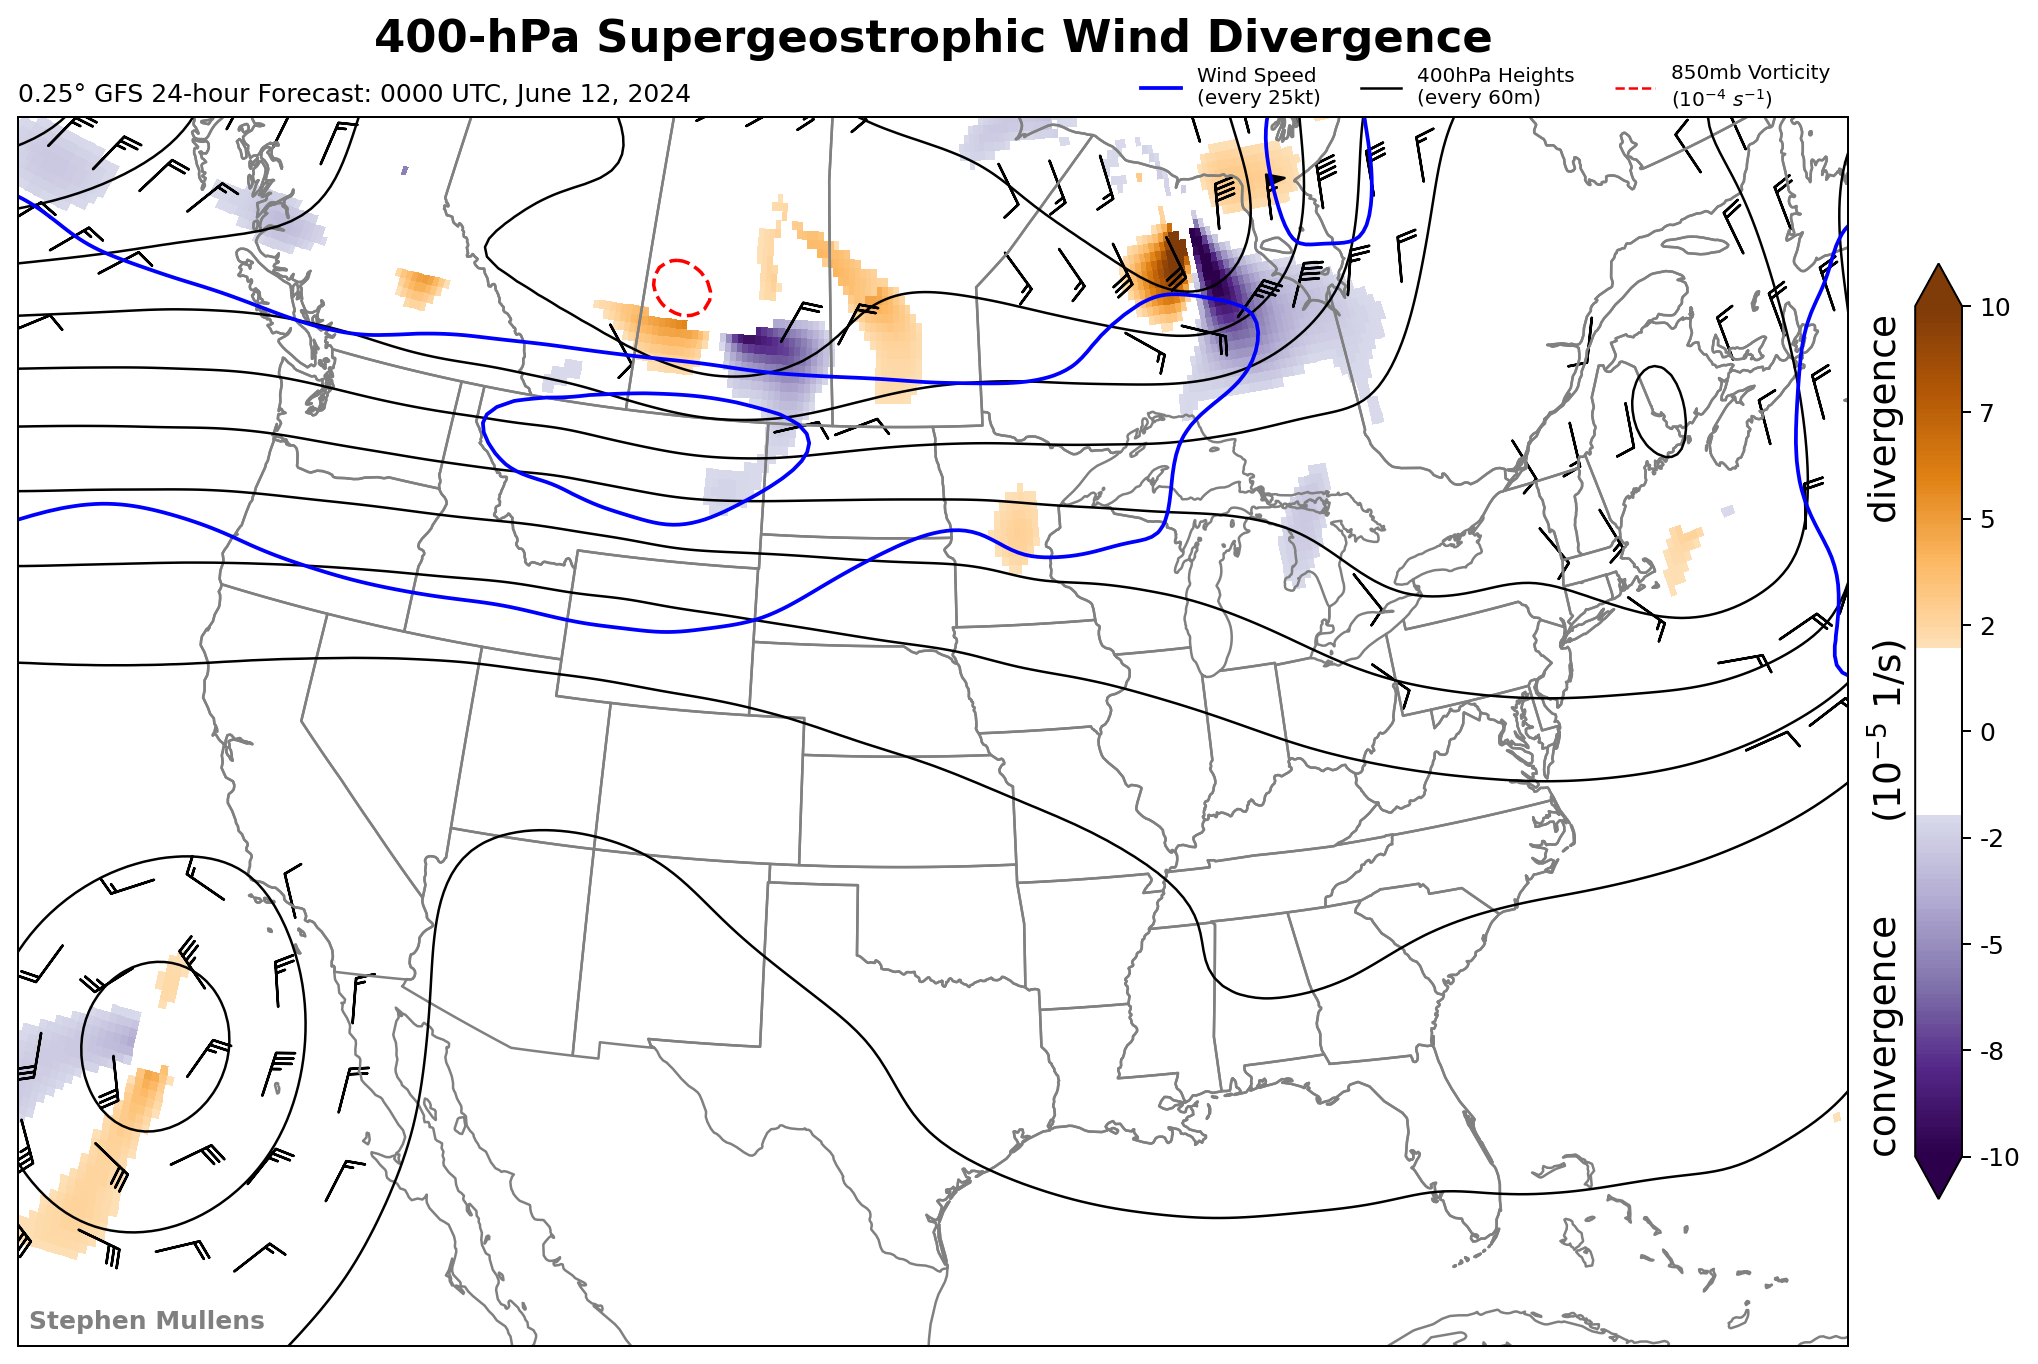 400-hPa Supergeostrophic Wind Divergence
0.25° GFS 24-hour Forecast: 0000 UTC, June 12, 2024
Wind Speed
(every 25kt)
400hPa Heights
(every 60m)
850mb Vorticity
(10⁻⁴ s⁻¹)
10
7
5
2
0
-2
-5
-8
-10
convergence (10⁻⁵ 1/s) divergence
Stephen Mullens